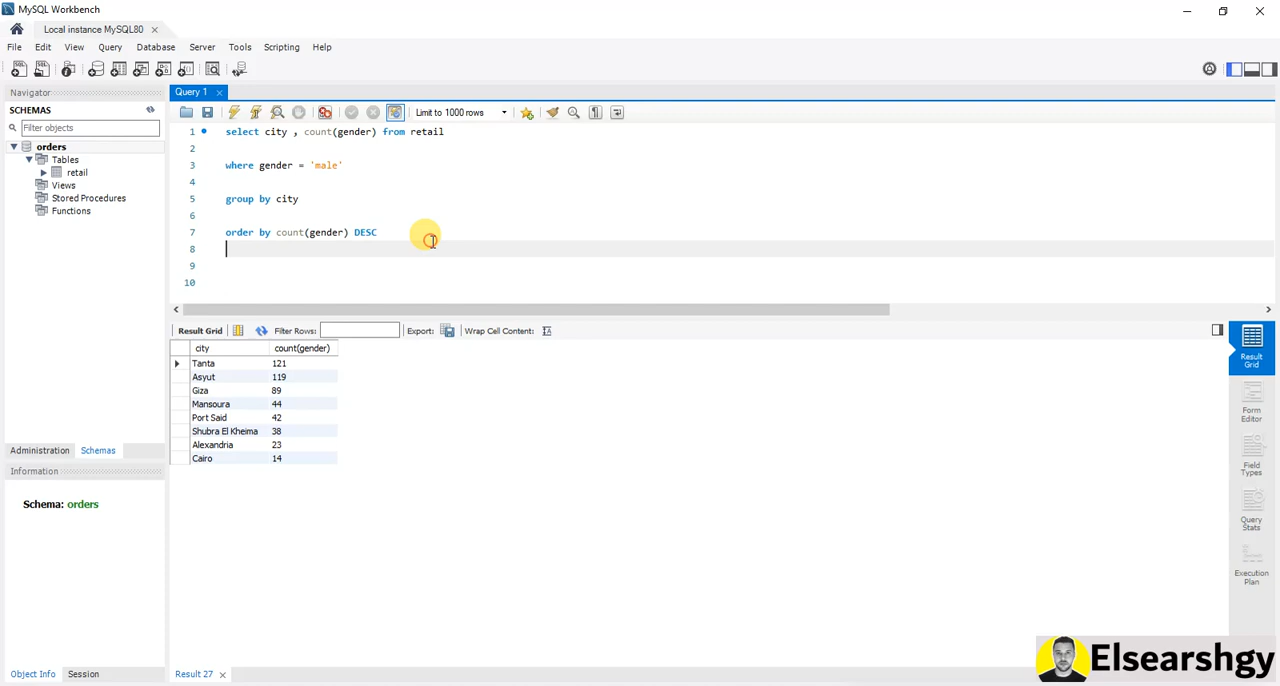 MySQL Workbench
Local instance MySQL80
File Edit View Query Database Server Tools Scripting Help
Navigator
SCHEMAS
Filter objects
orders
Tables
retail
Views
Stored Procedures
Functions
Administration Schemas
Information
Schema: orders
Object Info Session
Query 1
Limit to 1000 rows
1 select city , count(gender) from retail
2
3 where gender = 'male'
4
5 group by city
6
7 order by count(gender) DESC
8
9
10
Result Grid Filter Rows: Export: Wrap Cell Content:
city count(gender)
Tanta 121
Asyut 119
Giza 89
Mansoura 44
Port Said 42
Shubra El Kheima 38
Alexandria 23
Cairo 14
Result 27
Result
Grid
Form
Editor
Field
Types
Query
Stats
Execution
Plan
Elsearshgy